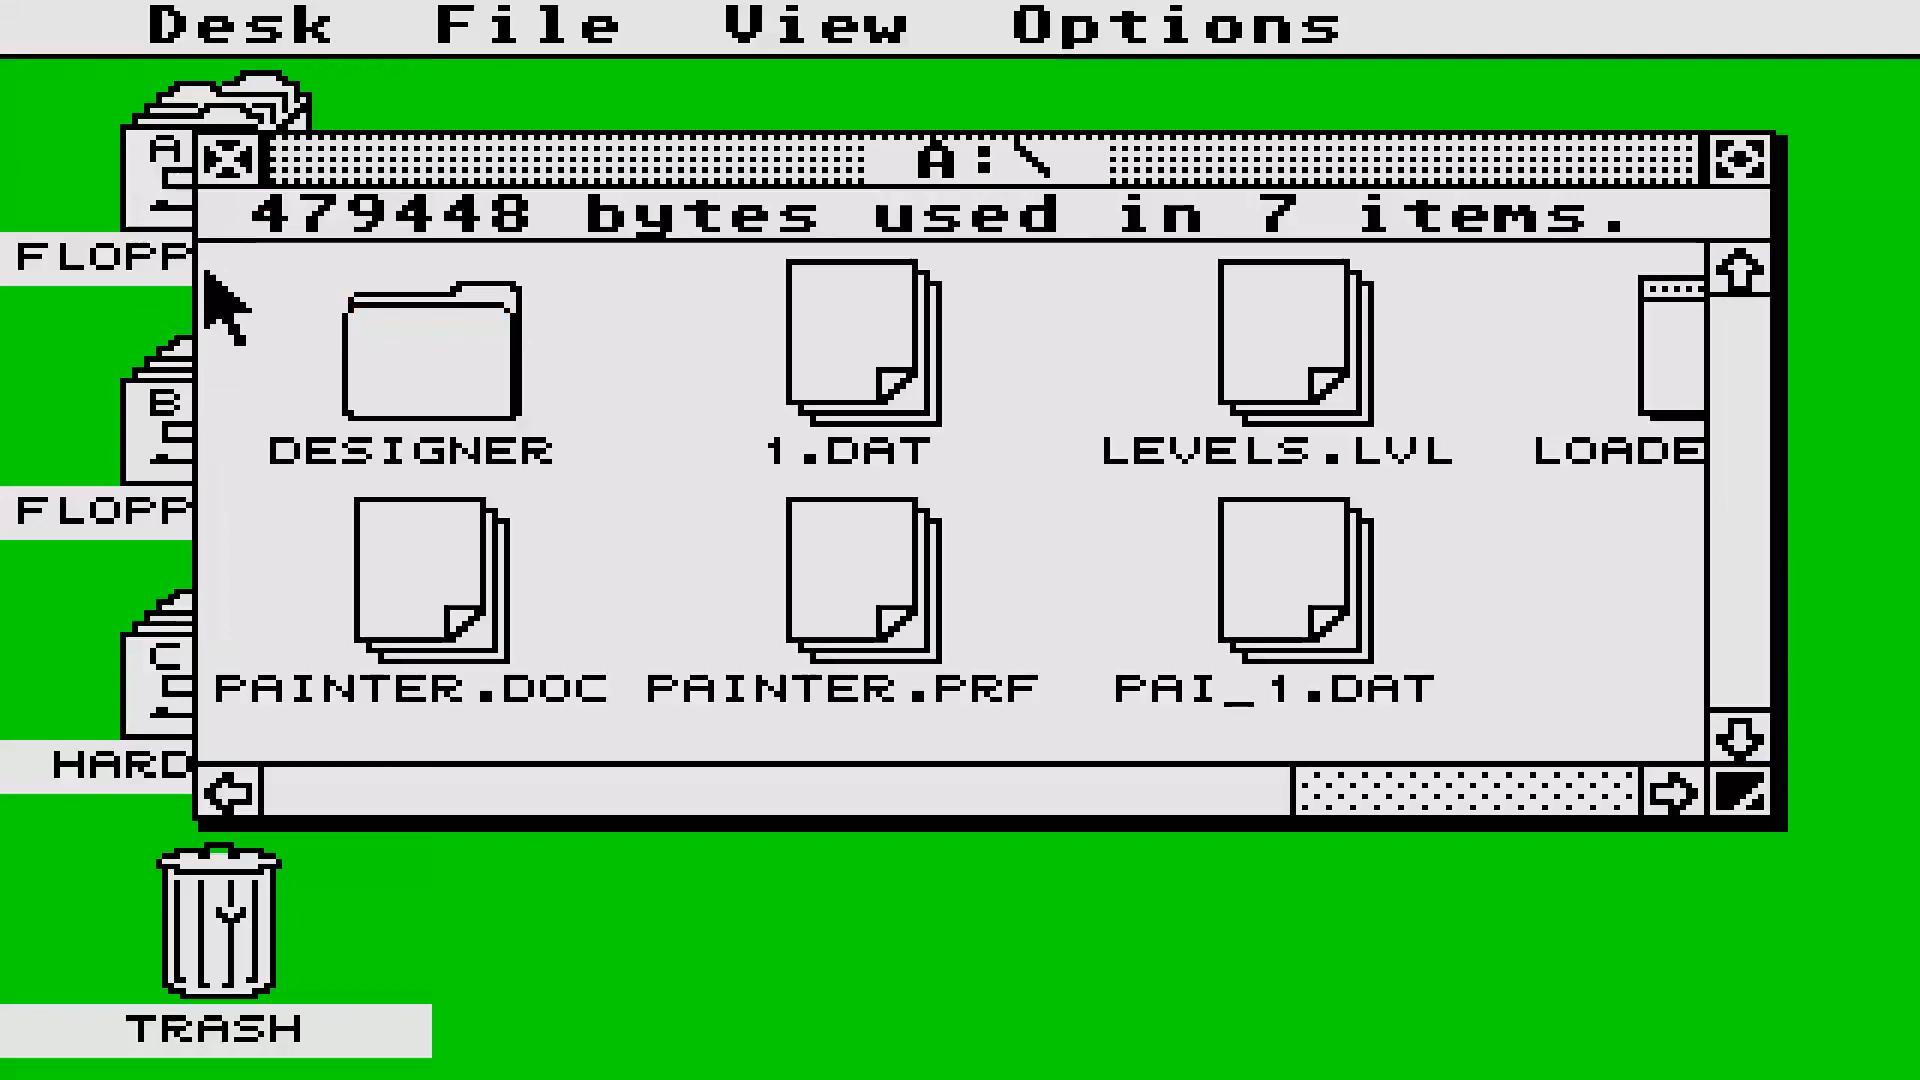 Desk File View Options
A:\
479448 bytes used in 7 items.
A
FLOPP
DESIGNER 1.DAT LEVELS.LVL LOADE
B
FLOPP
PAINTER.DOC PAINTER.PRF PAI_1.DAT
C
HARD
TRASH